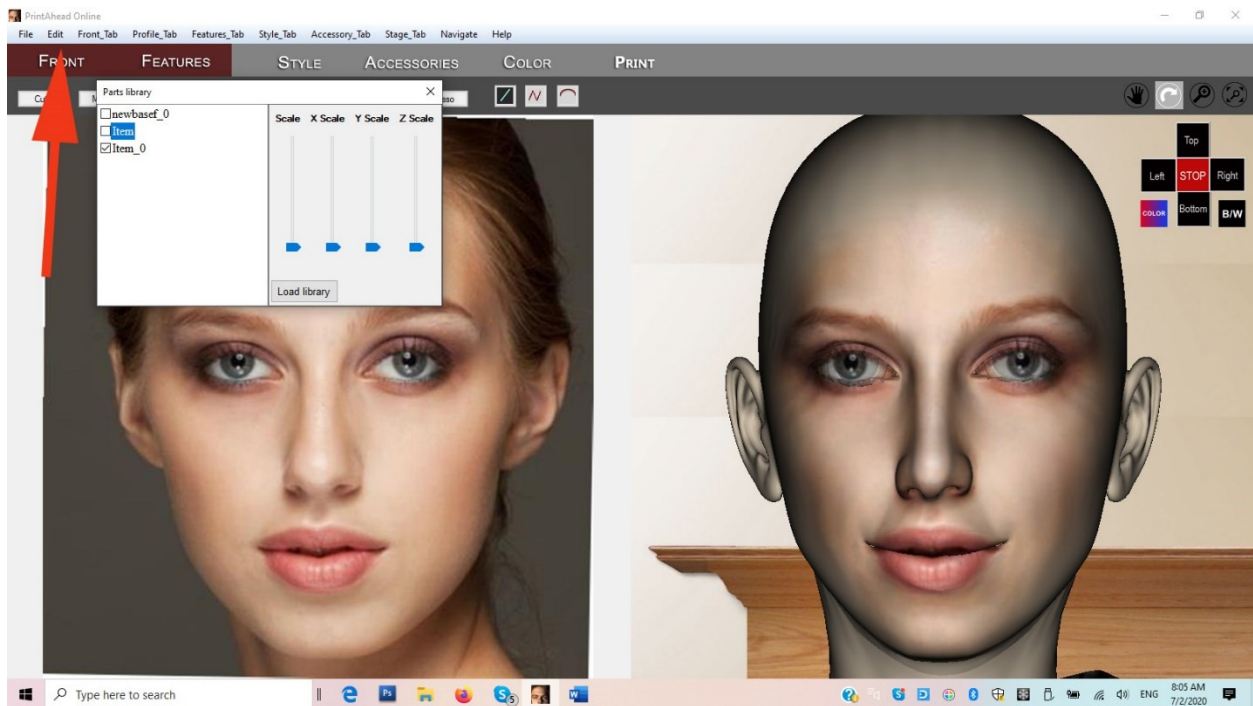 PrintAhead Online
File Edit Front_Tab Profile_Tab Features_Tab Style_Tab Accessory_Tab Stage_Tab Navigate Help
FRONT FEATURES STYLE ACCESSORIES COLOR PRINT
Parts library
newbasef_0
Item
Item_0
Scale X Scale Y Scale Z Scale
Load library
Top
Left STOP Right
COLOR Bottom B/W
Type here to search
ENG
8:05 AM
7/2/2020